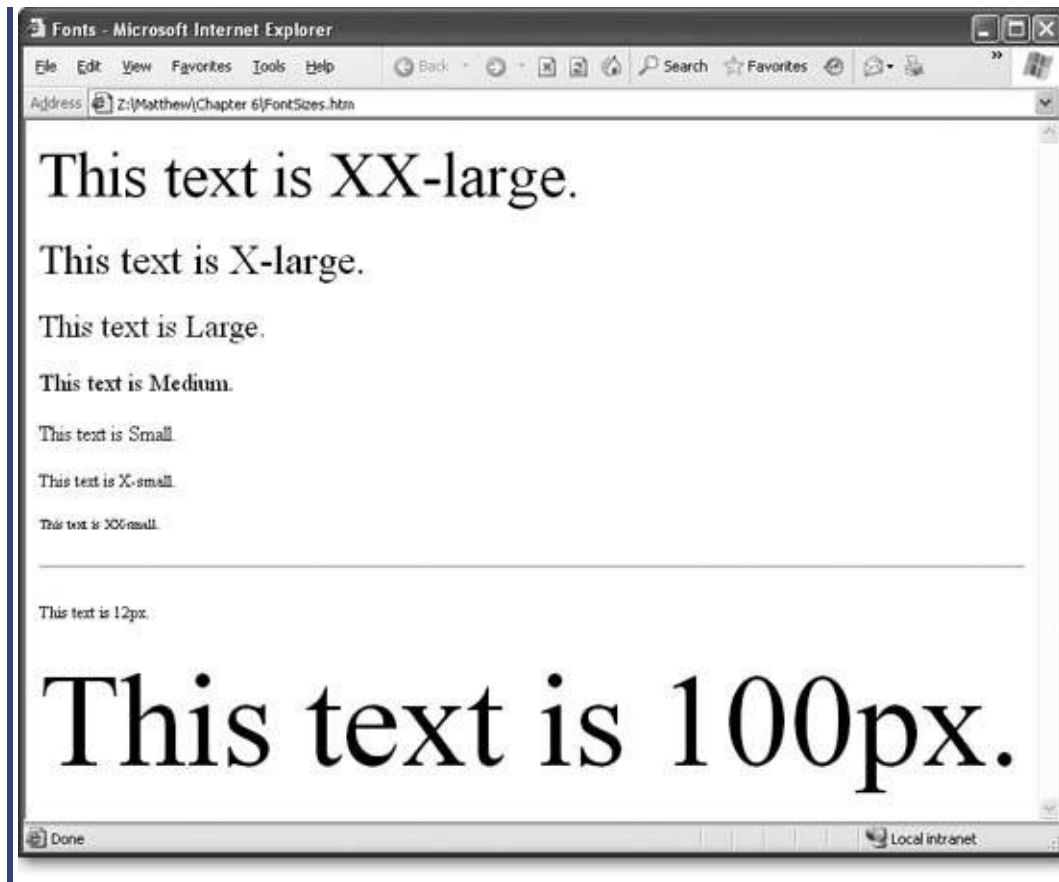 Fonts - Microsoft Internet Explorer
File Edit View Favorites Tools Help Back Search Favorites »
Address Z:\Matthew\Chapter 6\FontSizes.htm
This text is XX-large.
This text is X-large.
This text is Large.
This text is Medium.
This text is Small.
This text is X-small.
This text is XX-small.
This text is 12px.
This text is 100px.
Done Local intranet